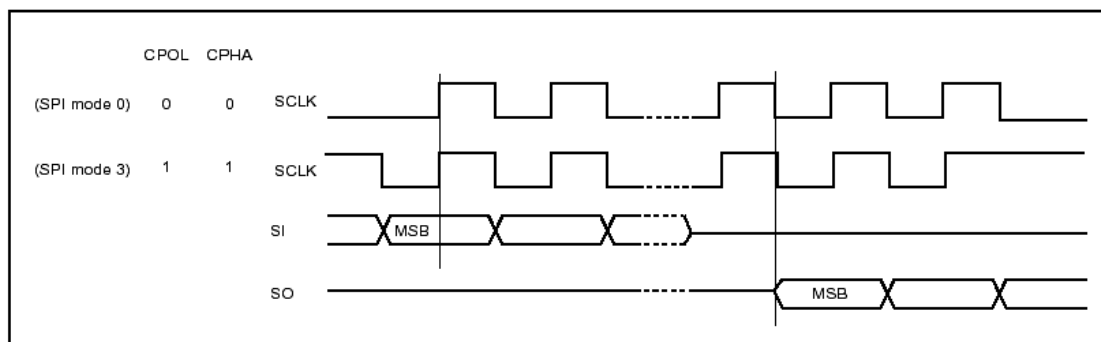 CPOL CPHA
(SPI mode 0) 0 0 SCLK
(SPI mode 3) 1 1 SCLK
SI MSB
SO MSB